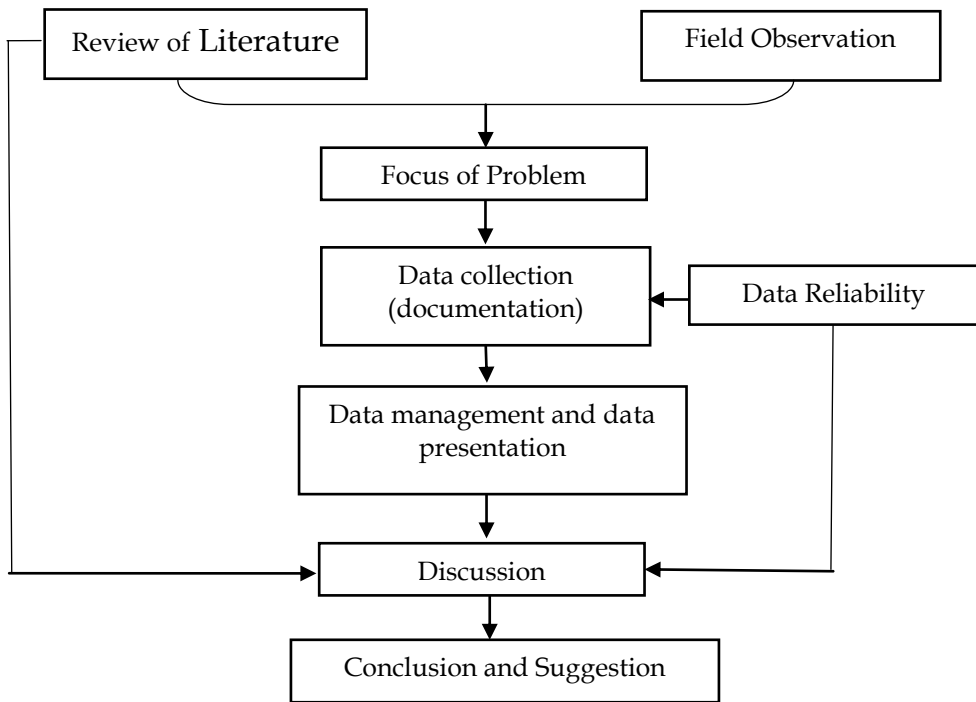 Review of Literature
Field Observation
Focus of Problem
Data collection
(documentation)
Data Reliability
Data management and data
presentation
Discussion
Conclusion and Suggestion